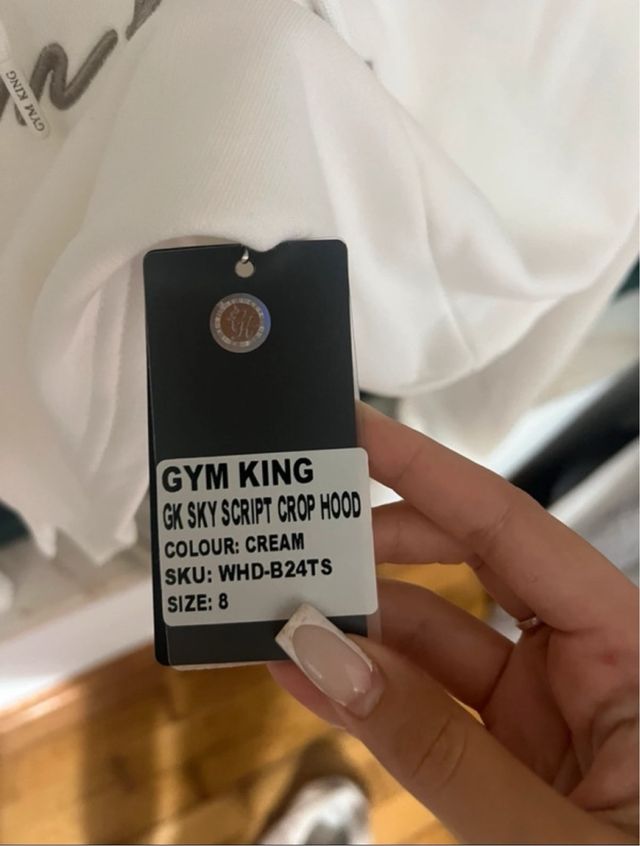 GYM KING
GYM KING
GK SKY SCRIPT CROP HOOD
COLOUR: CREAM
SKU: WHD-B24TS
SIZE: 8